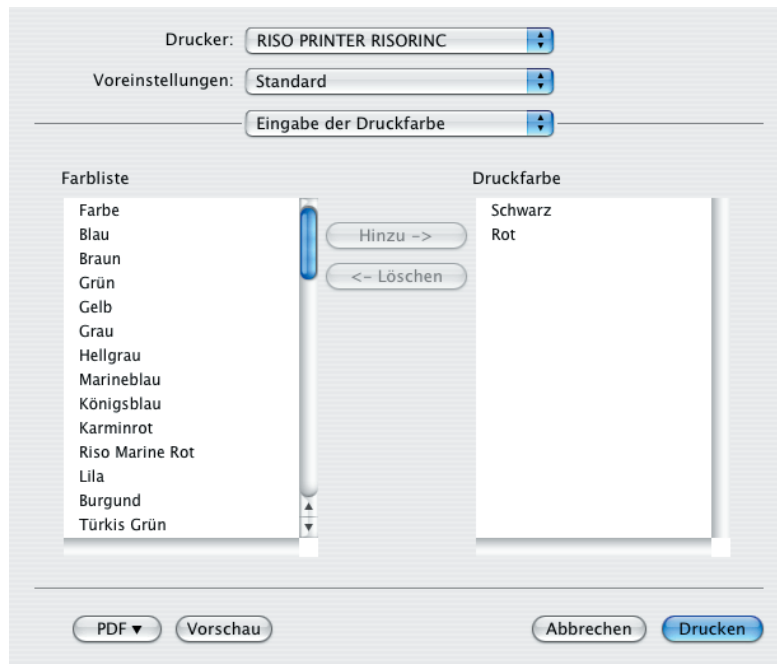 Drucker: RISO PRINTER RISORINC
Voreinstellungen: Standard
Eingabe der Druckfarbe
Farbliste
Farbe
Blau
Braun
Grün
Gelb
Grau
Hellgrau
Marineblau
Königsblau
Karminrot
Riso Marine Rot
Lila
Burgund
Türkis Grün
Hinzu ->
<- Löschen
Druckfarbe
Schwarz
Rot
PDF ▼ Vorschau Abbrechen Drucken